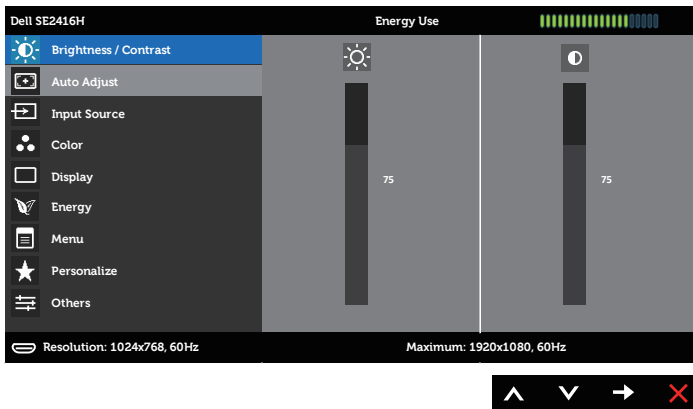 Dell SE2416H
Energy Use
Brightness / Contrast
Auto Adjust
Input Source
Color
Display
75
75
Energy
Menu
Personalize
Others
Resolution: 1024x768, 60Hz
Maximum: 1920x1080, 60Hz